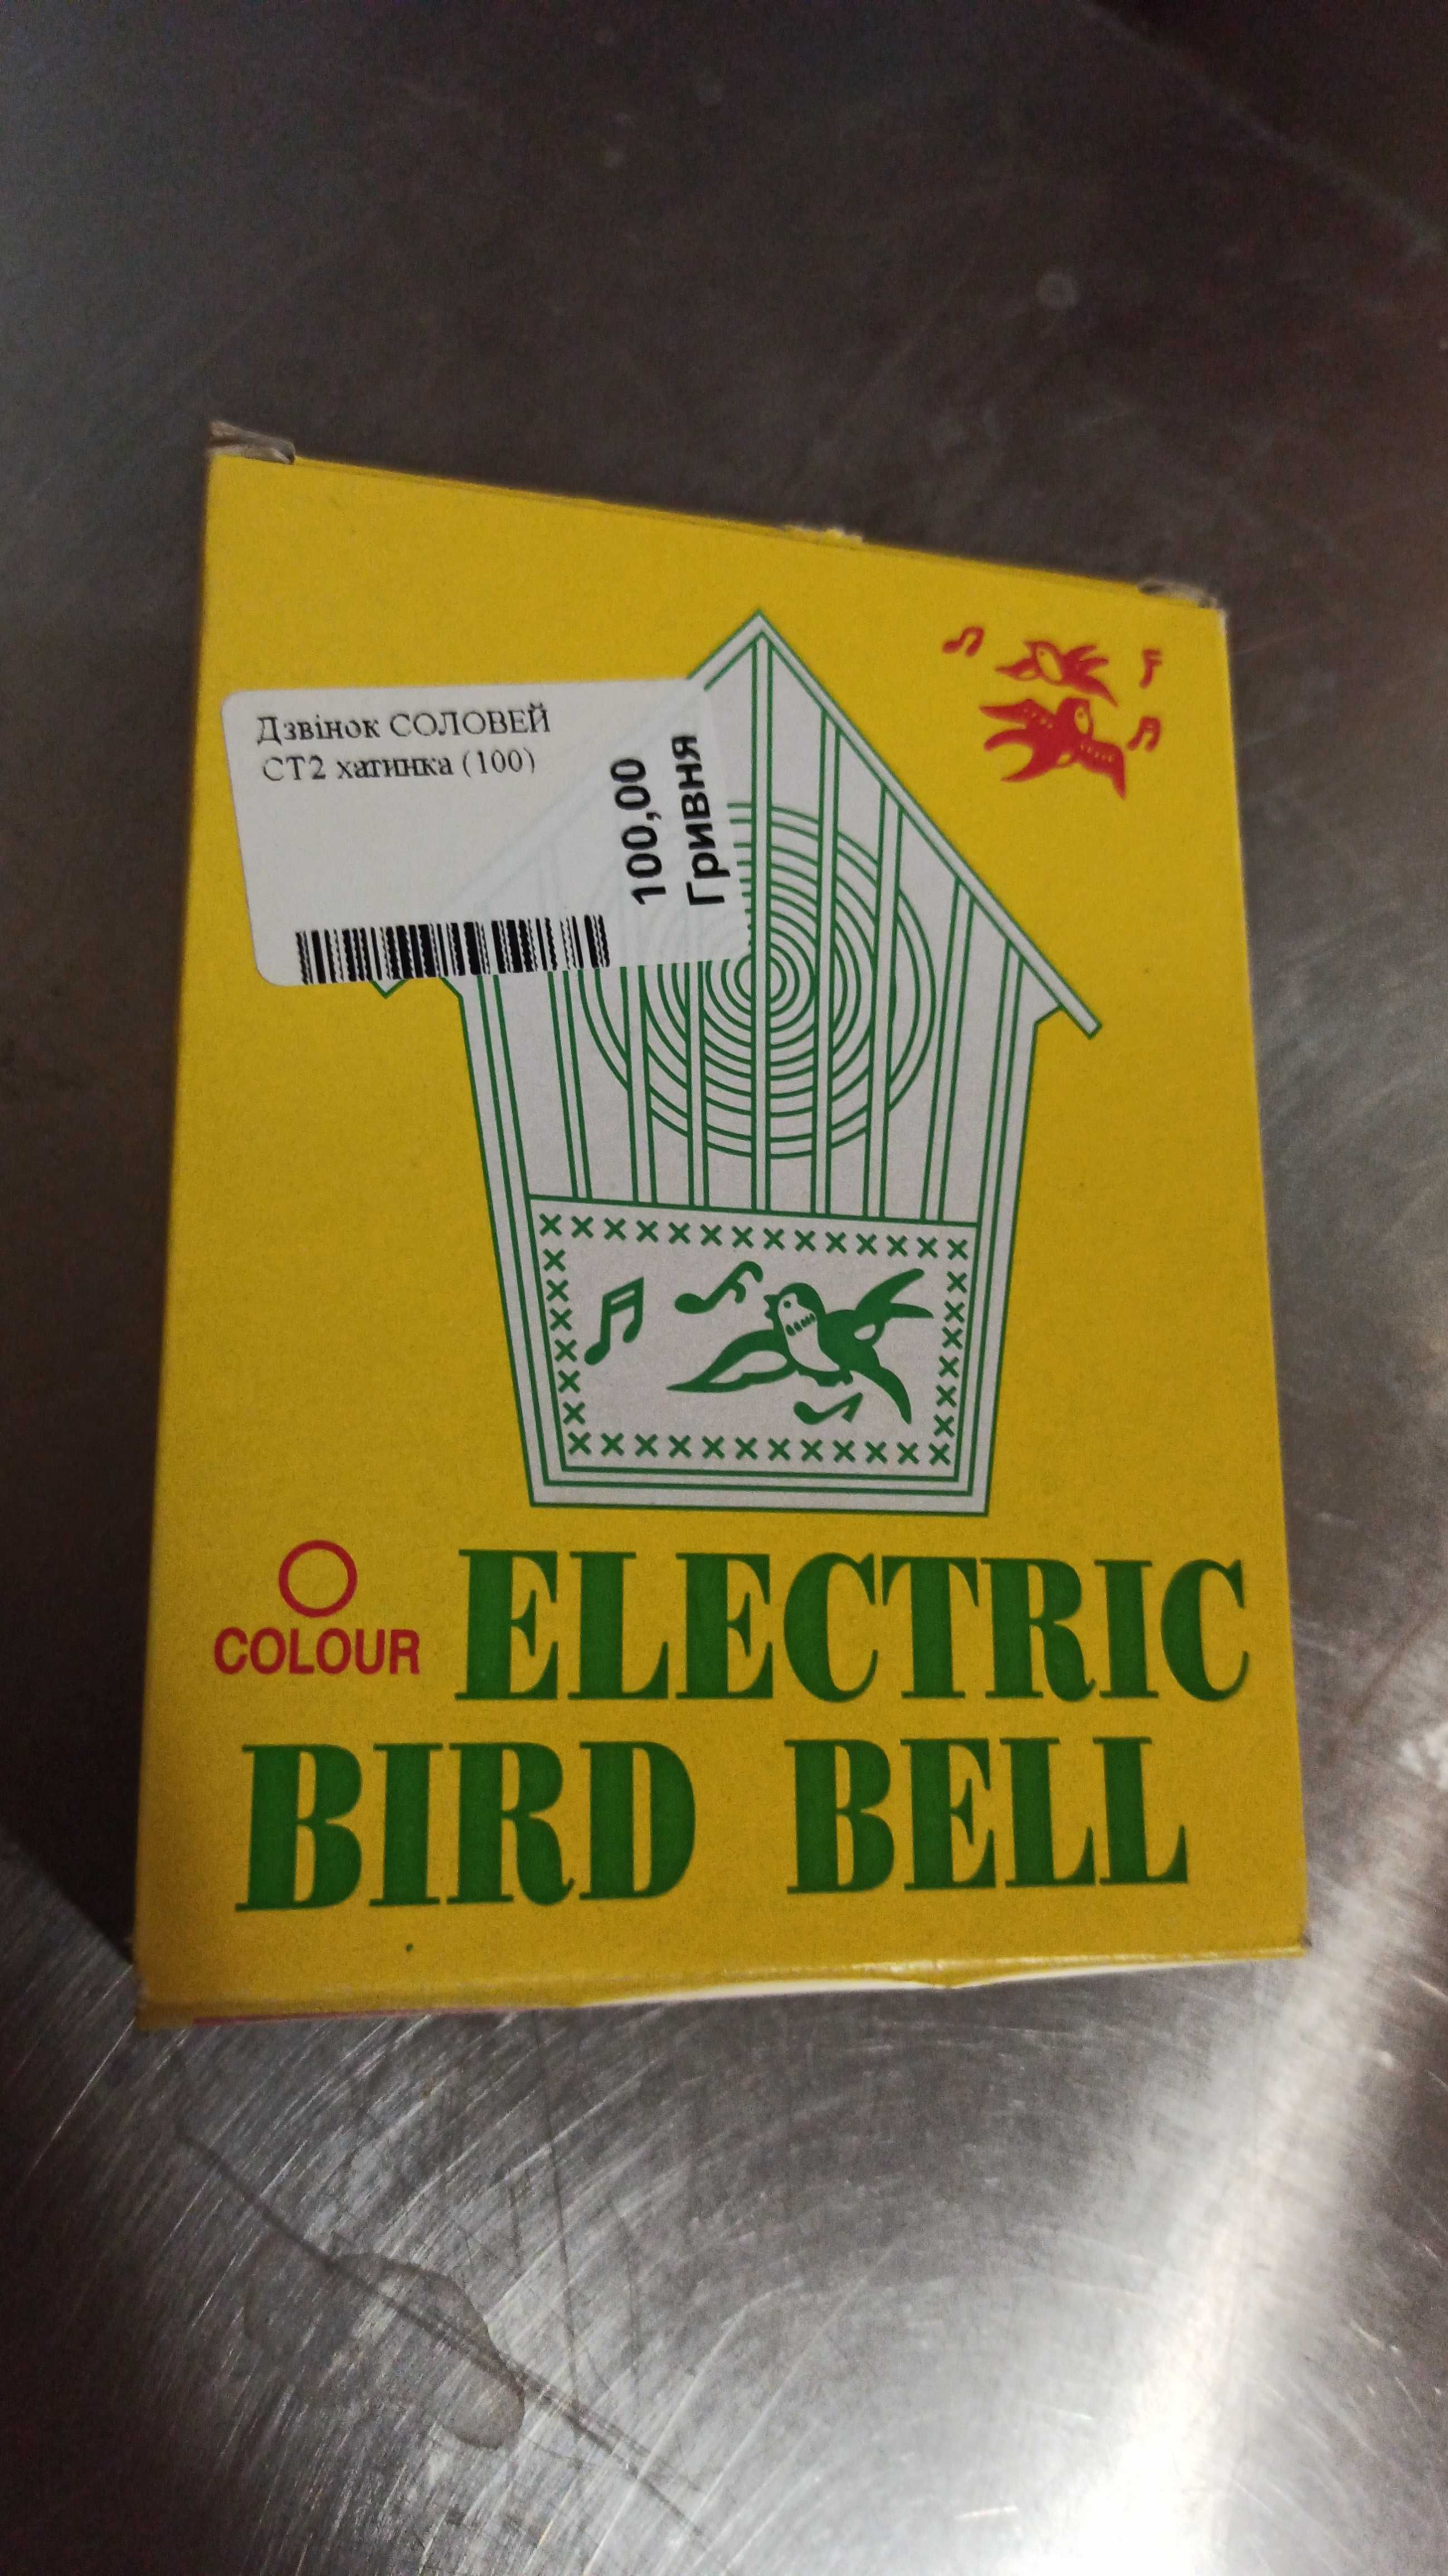 Дзвінок СОЛОВЕЙ
СТ2 хатинка (100)
100,00
Гривня
COLOUR
ELECTRIC
BIRD BELL